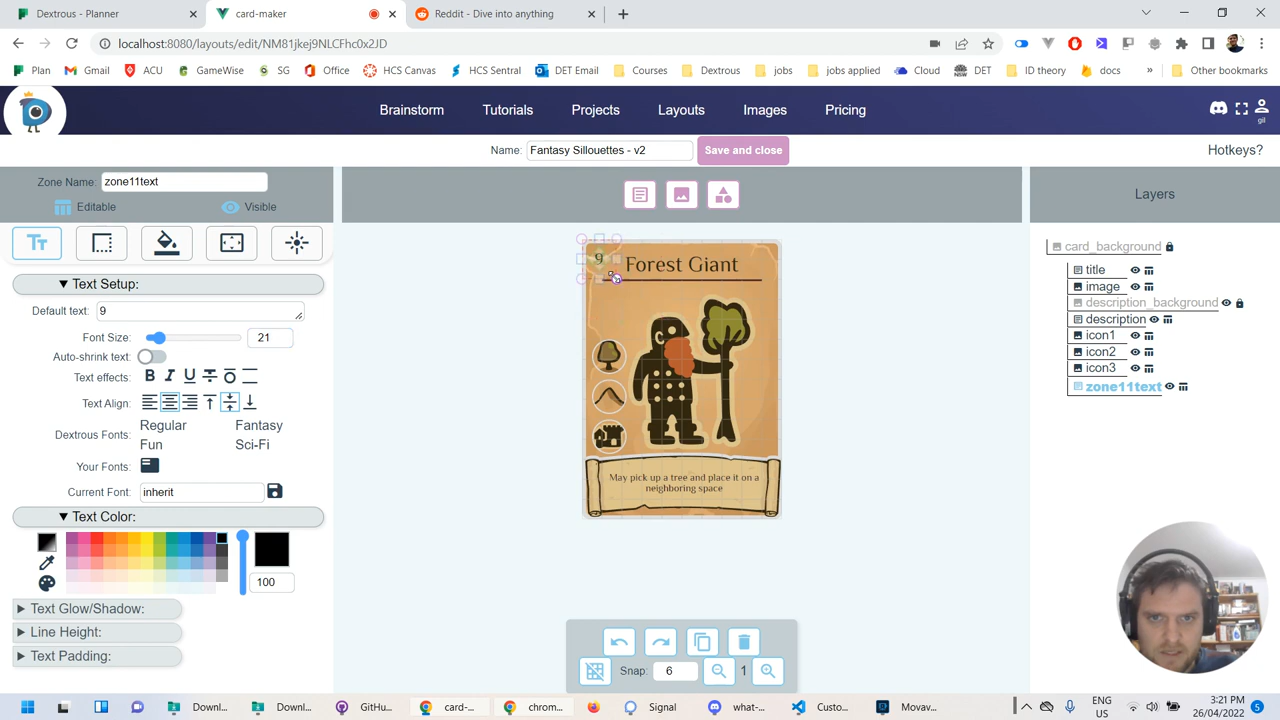 Dextrous - Planner
card-maker
Reddit - Dive into anything
localhost:8080/layouts/edit/NM81jkej9NLCFhc0x2JD
Plan
Gmail
ACU
GameWise
SG
Office
HCS Canvas
HCS Sentral
DET Email
Courses
Dextrous
jobs
jobs applied
Cloud
DET
ID theory
docs
»
Other bookmarks
Brainstorm
Tutorials
Projects
Layouts
Images
Pricing
gil
Name:
Fantasy Sillouettes - v2
Save and close
Hotkeys?
Zone Name:
zone11text
Editable
Visible
Layers
Text Setup:
Default text:
9
Font Size:
21
Auto-shrink text:
Text effects:
B I U
Text Align:
Dextrous Fonts:
Regular
Fantasy
Fun
Sci-Fi
Your Fonts:
Current Font:
inherit
Text Color:
100
Text Glow/Shadow:
Line Height:
Text Padding:
9
Forest Giant
May pick up a tree and place it on a
neighboring space
Snap:
6
1
card_background
title
image
description_background
description
icon1
icon2
icon3
zone11text
Downl...
Downl...
GitHu...
card-...
chrom...
Signal
what-...
Custo...
Movav...
ENG
US
3:21 PM
26/04/2022
5